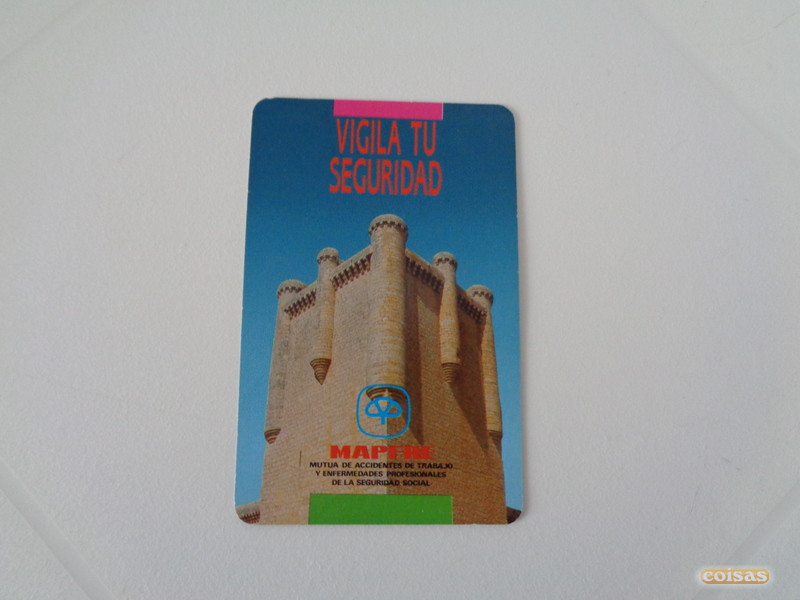 VIGILA TU
SEGURIDAD
MAPFRE
MUTUA DE ACCIDENTES DE TRABAJO
Y ENFERMEDADES PROFESIONALES
DE LA SEGURIDAD SOCIAL
coisas